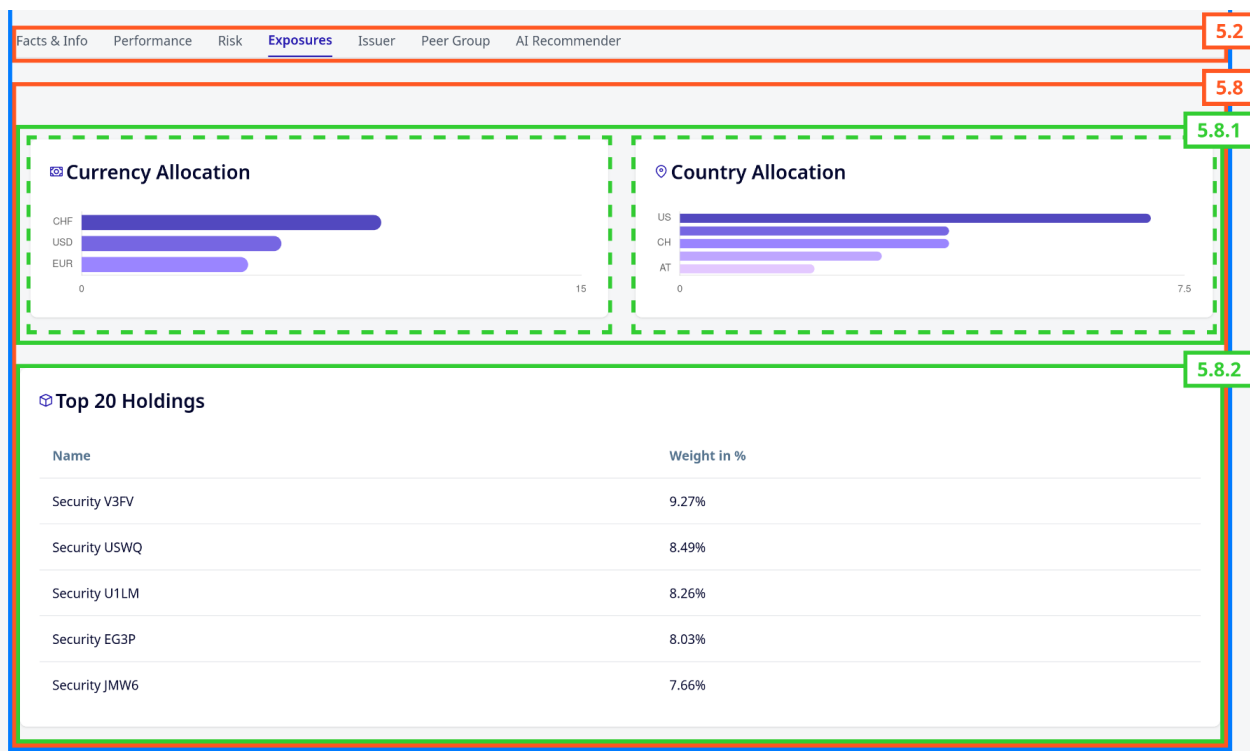 Facts & Info Performance Risk Exposures Issuer Peer Group AI Recommender
5.2
5.8
5.8.1
Currency Allocation
CHF
USD
EUR
0 15
Country Allocation
US
CH
AT
0 7.5
5.8.2
Top 20 Holdings
Name Weight in %
Security V3FV 9.27%
Security USWQ 8.49%
Security U1LM 8.26%
Security EG3P 8.03%
Security JMW6 7.66%